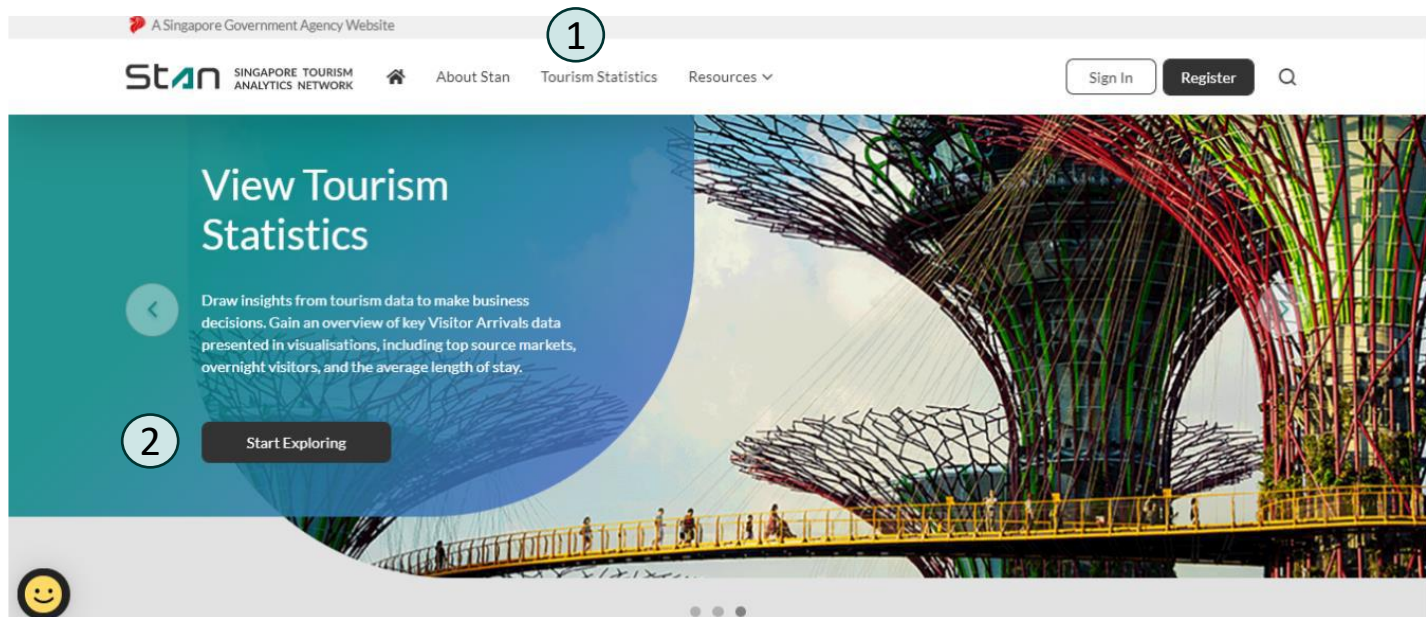 A Singapore Government Agency Website
1
Stan SINGAPORE TOURISM
ANALYTICS NETWORK
About Stan
Tourism Statistics
Resources
Sign In
Register
View Tourism
Statistics
Draw insights from tourism data to make business
decisions. Gain an overview of key Visitor Arrivals data
presented in visualisations, including top source markets,
overnight visitors, and the average length of stay.
2
Start Exploring